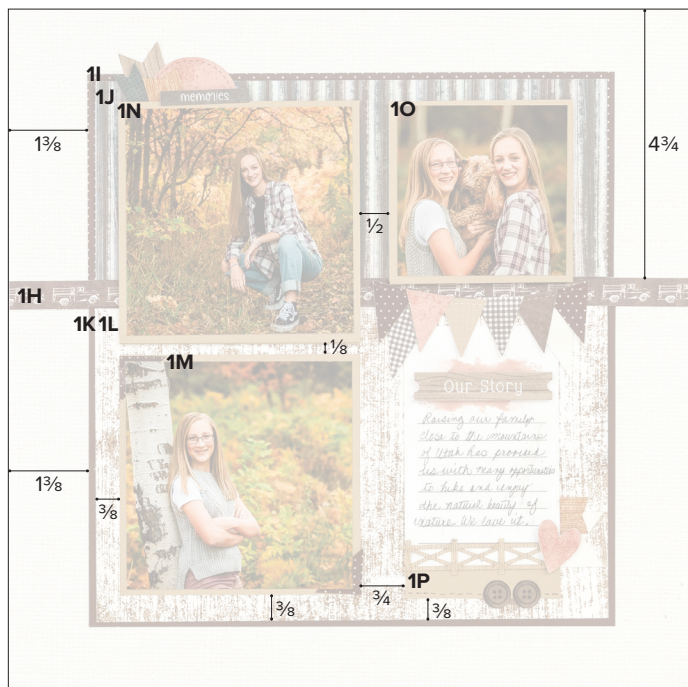 1I
1J
1N
memories
1O
1⅜
4¾
½
1H
1K 1L
⅛
1M
Our Story
Raising our family
close to the mountains
of Utah has provided
us with many opportunities
to hike and enjoy
the natural beauty of
nature. We love it.
1⅜
⅜
1P
¾
⅜
⅜